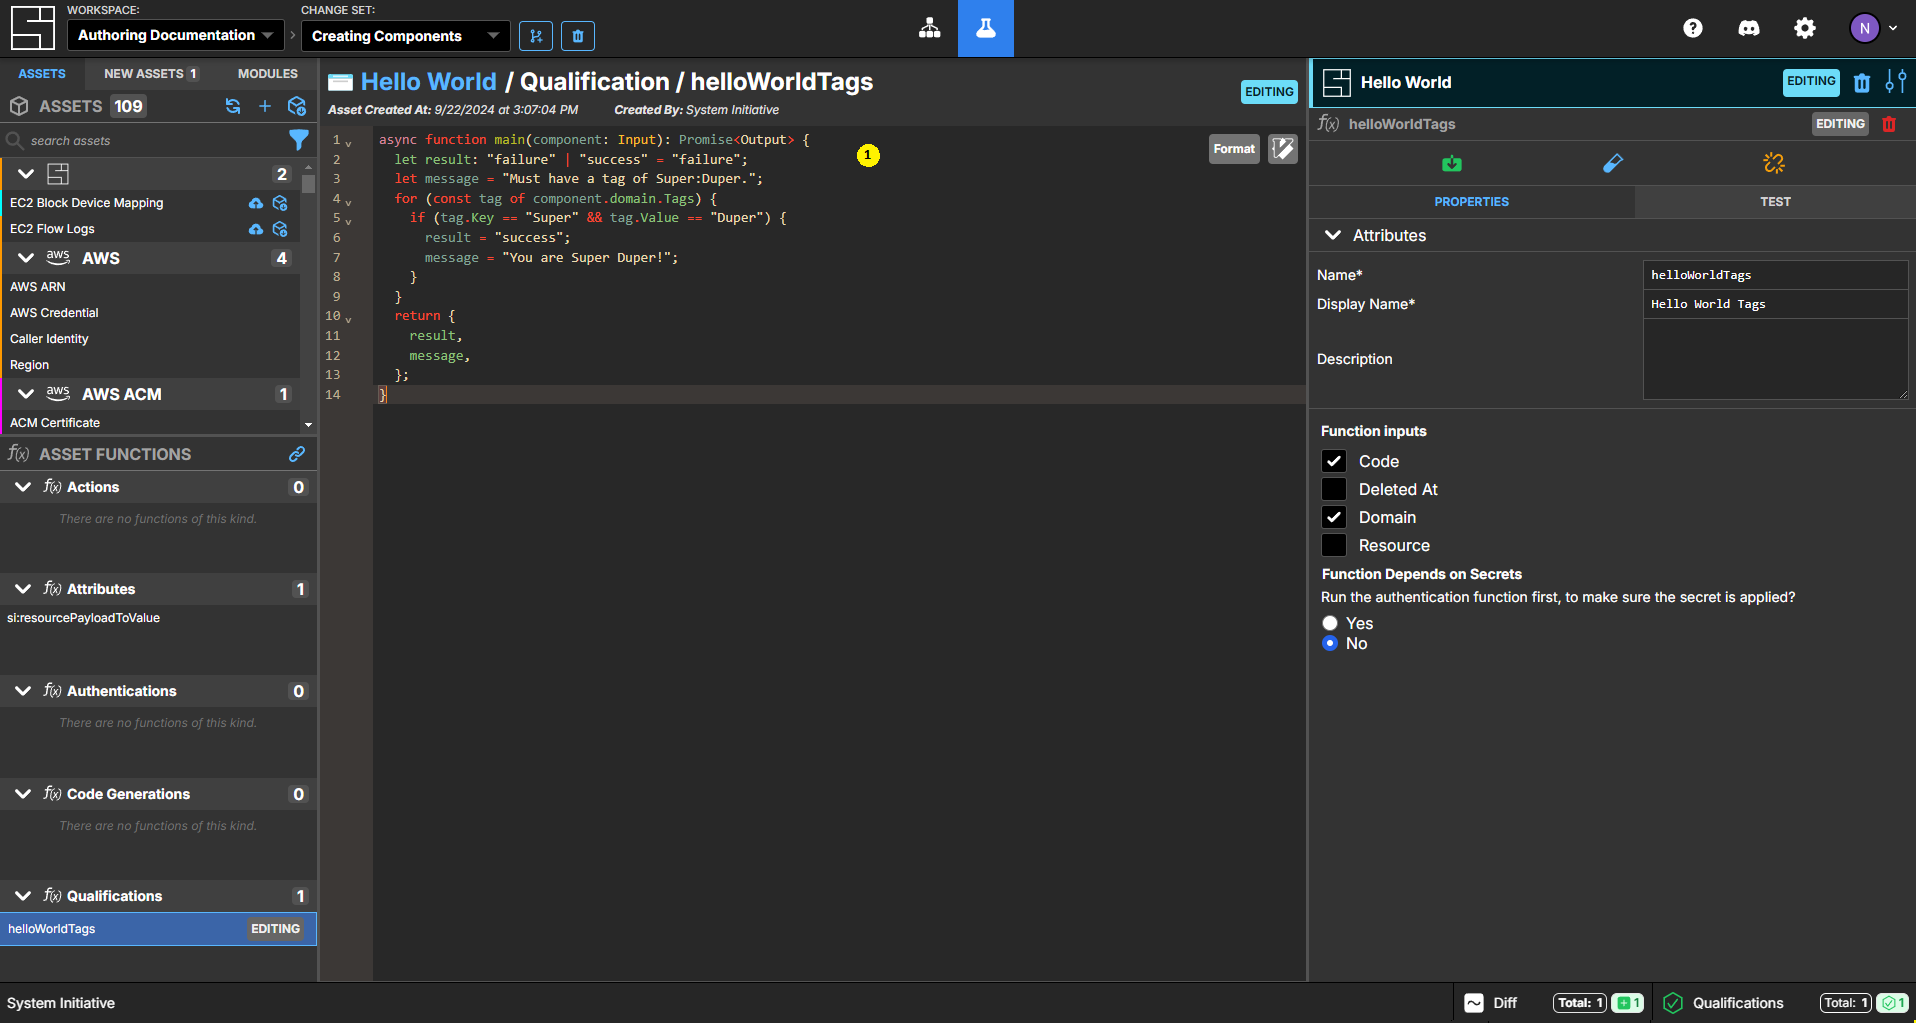 WORKSPACE:
Authoring Documentation
CHANGE SET:
Creating Components
N
ASSETS
NEW ASSETS 1
MODULES
ASSETS 109
search assets
2
EC2 Block Device Mapping
EC2 Flow Logs
aws AWS 4
AWS ARN
AWS Credential
Caller Identity
Region
aws AWS ACM 1
ACM Certificate
f(x) ASSET FUNCTIONS
f(x) Actions 0
There are no functions of this kind.
f(x) Attributes 1
si:resourcePayloadToValue
f(x) Authentications 0
There are no functions of this kind.
f(x) Code Generations 0
There are no functions of this kind.
f(x) Qualifications 1
helloWorldTags EDITING
Hello World / Qualification / helloWorldTags
EDITING
Asset Created At: 9/22/2024 at 3:07:04 PM Created By: System Initiative
1 async function main(component: Input): Promise<Output> {
2 let result: "failure" | "success" = "failure";
3 let message = "Must have a tag of Super:Duper.";
4 for (const tag of component.domain.Tags) {
5 if (tag.Key == "Super" && tag.Value == "Duper") {
6 result = "success";
7 message = "You are Super Duper!";
8 }
9 }
10 return {
11 result,
12 message,
13 };
14 }
1
Format
Hello World EDITING
f(x) helloWorldTags EDITING
PROPERTIES
TEST
Attributes
Name* helloWorldTags
Display Name* Hello World Tags
Description
Function inputs
Code
Deleted At
Domain
Resource
Function Depends on Secrets
Run the authentication function first, to make sure the secret is applied?
Yes
No
System Initiative
Diff Total: 1 1
Qualifications Total: 1 1